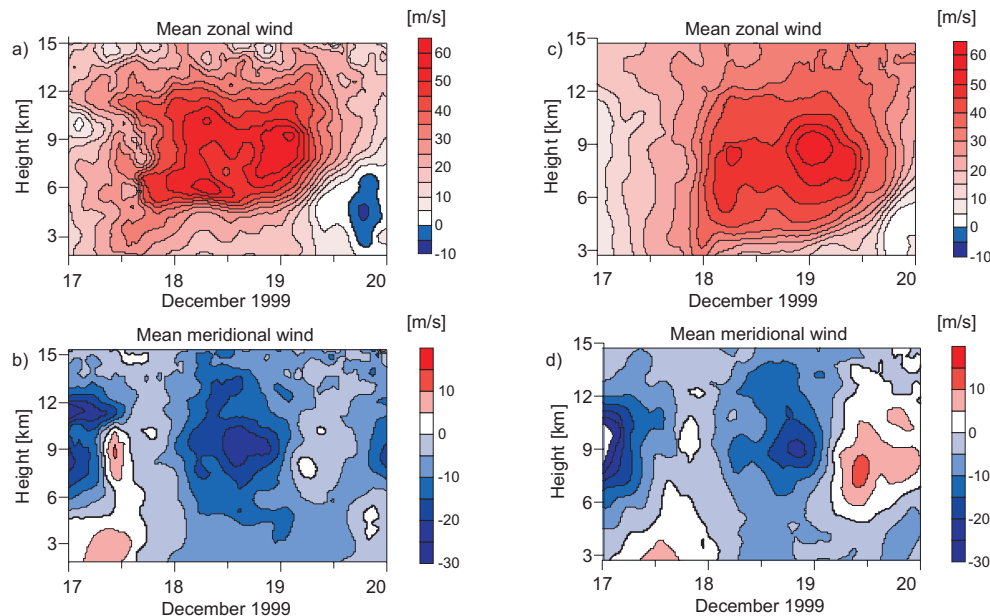 [m/s]
a) Mean zonal wind
15
12
9
6
3
Height [km]
17 18 19 20
December 1999
60
50
40
30
20
10
0
-10
[m/s]
c) Mean zonal wind
15
12
9
6
3
Height [km]
17 18 19 20
December 1999
60
50
40
30
20
10
0
-10
[m/s]
b) Mean meridional wind
15
12
9
6
3
Height [km]
17 18 19 20
December 1999
10
0
-10
-20
-30
[m/s]
d) Mean meridional wind
15
12
9
6
3
Height [km]
17 18 19 20
December 1999
10
0
-10
-20
-30